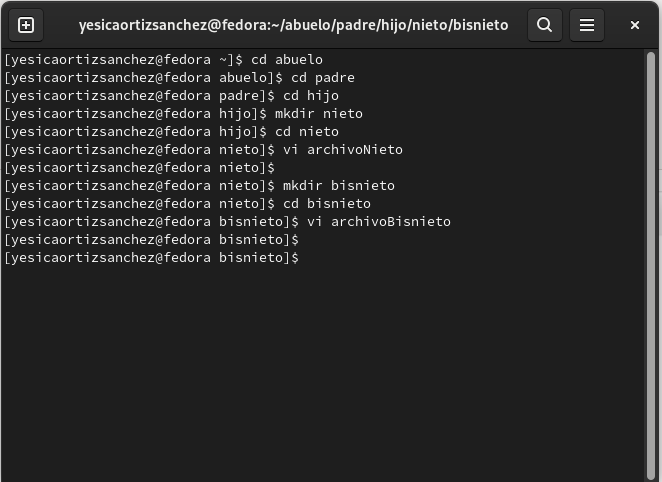 yesicaortizsanchez@fedora:~/abuelo/padre/hijo/nieto/bisnieto
[yesicaortizsanchez@fedora ~]$ cd abuelo
[yesicaortizsanchez@fedora abuelo]$ cd padre
[yesicaortizsanchez@fedora padre]$ cd hijo
[yesicaortizsanchez@fedora hijo]$ mkdir nieto
[yesicaortizsanchez@fedora hijo]$ cd nieto
[yesicaortizsanchez@fedora nieto]$ vi archivoNieto
[yesicaortizsanchez@fedora nieto]$
[yesicaortizsanchez@fedora nieto]$ mkdir bisnieto
[yesicaortizsanchez@fedora nieto]$ cd bisnieto
[yesicaortizsanchez@fedora bisnieto]$ vi archivoBisnieto
[yesicaortizsanchez@fedora bisnieto]$
[yesicaortizsanchez@fedora bisnieto]$